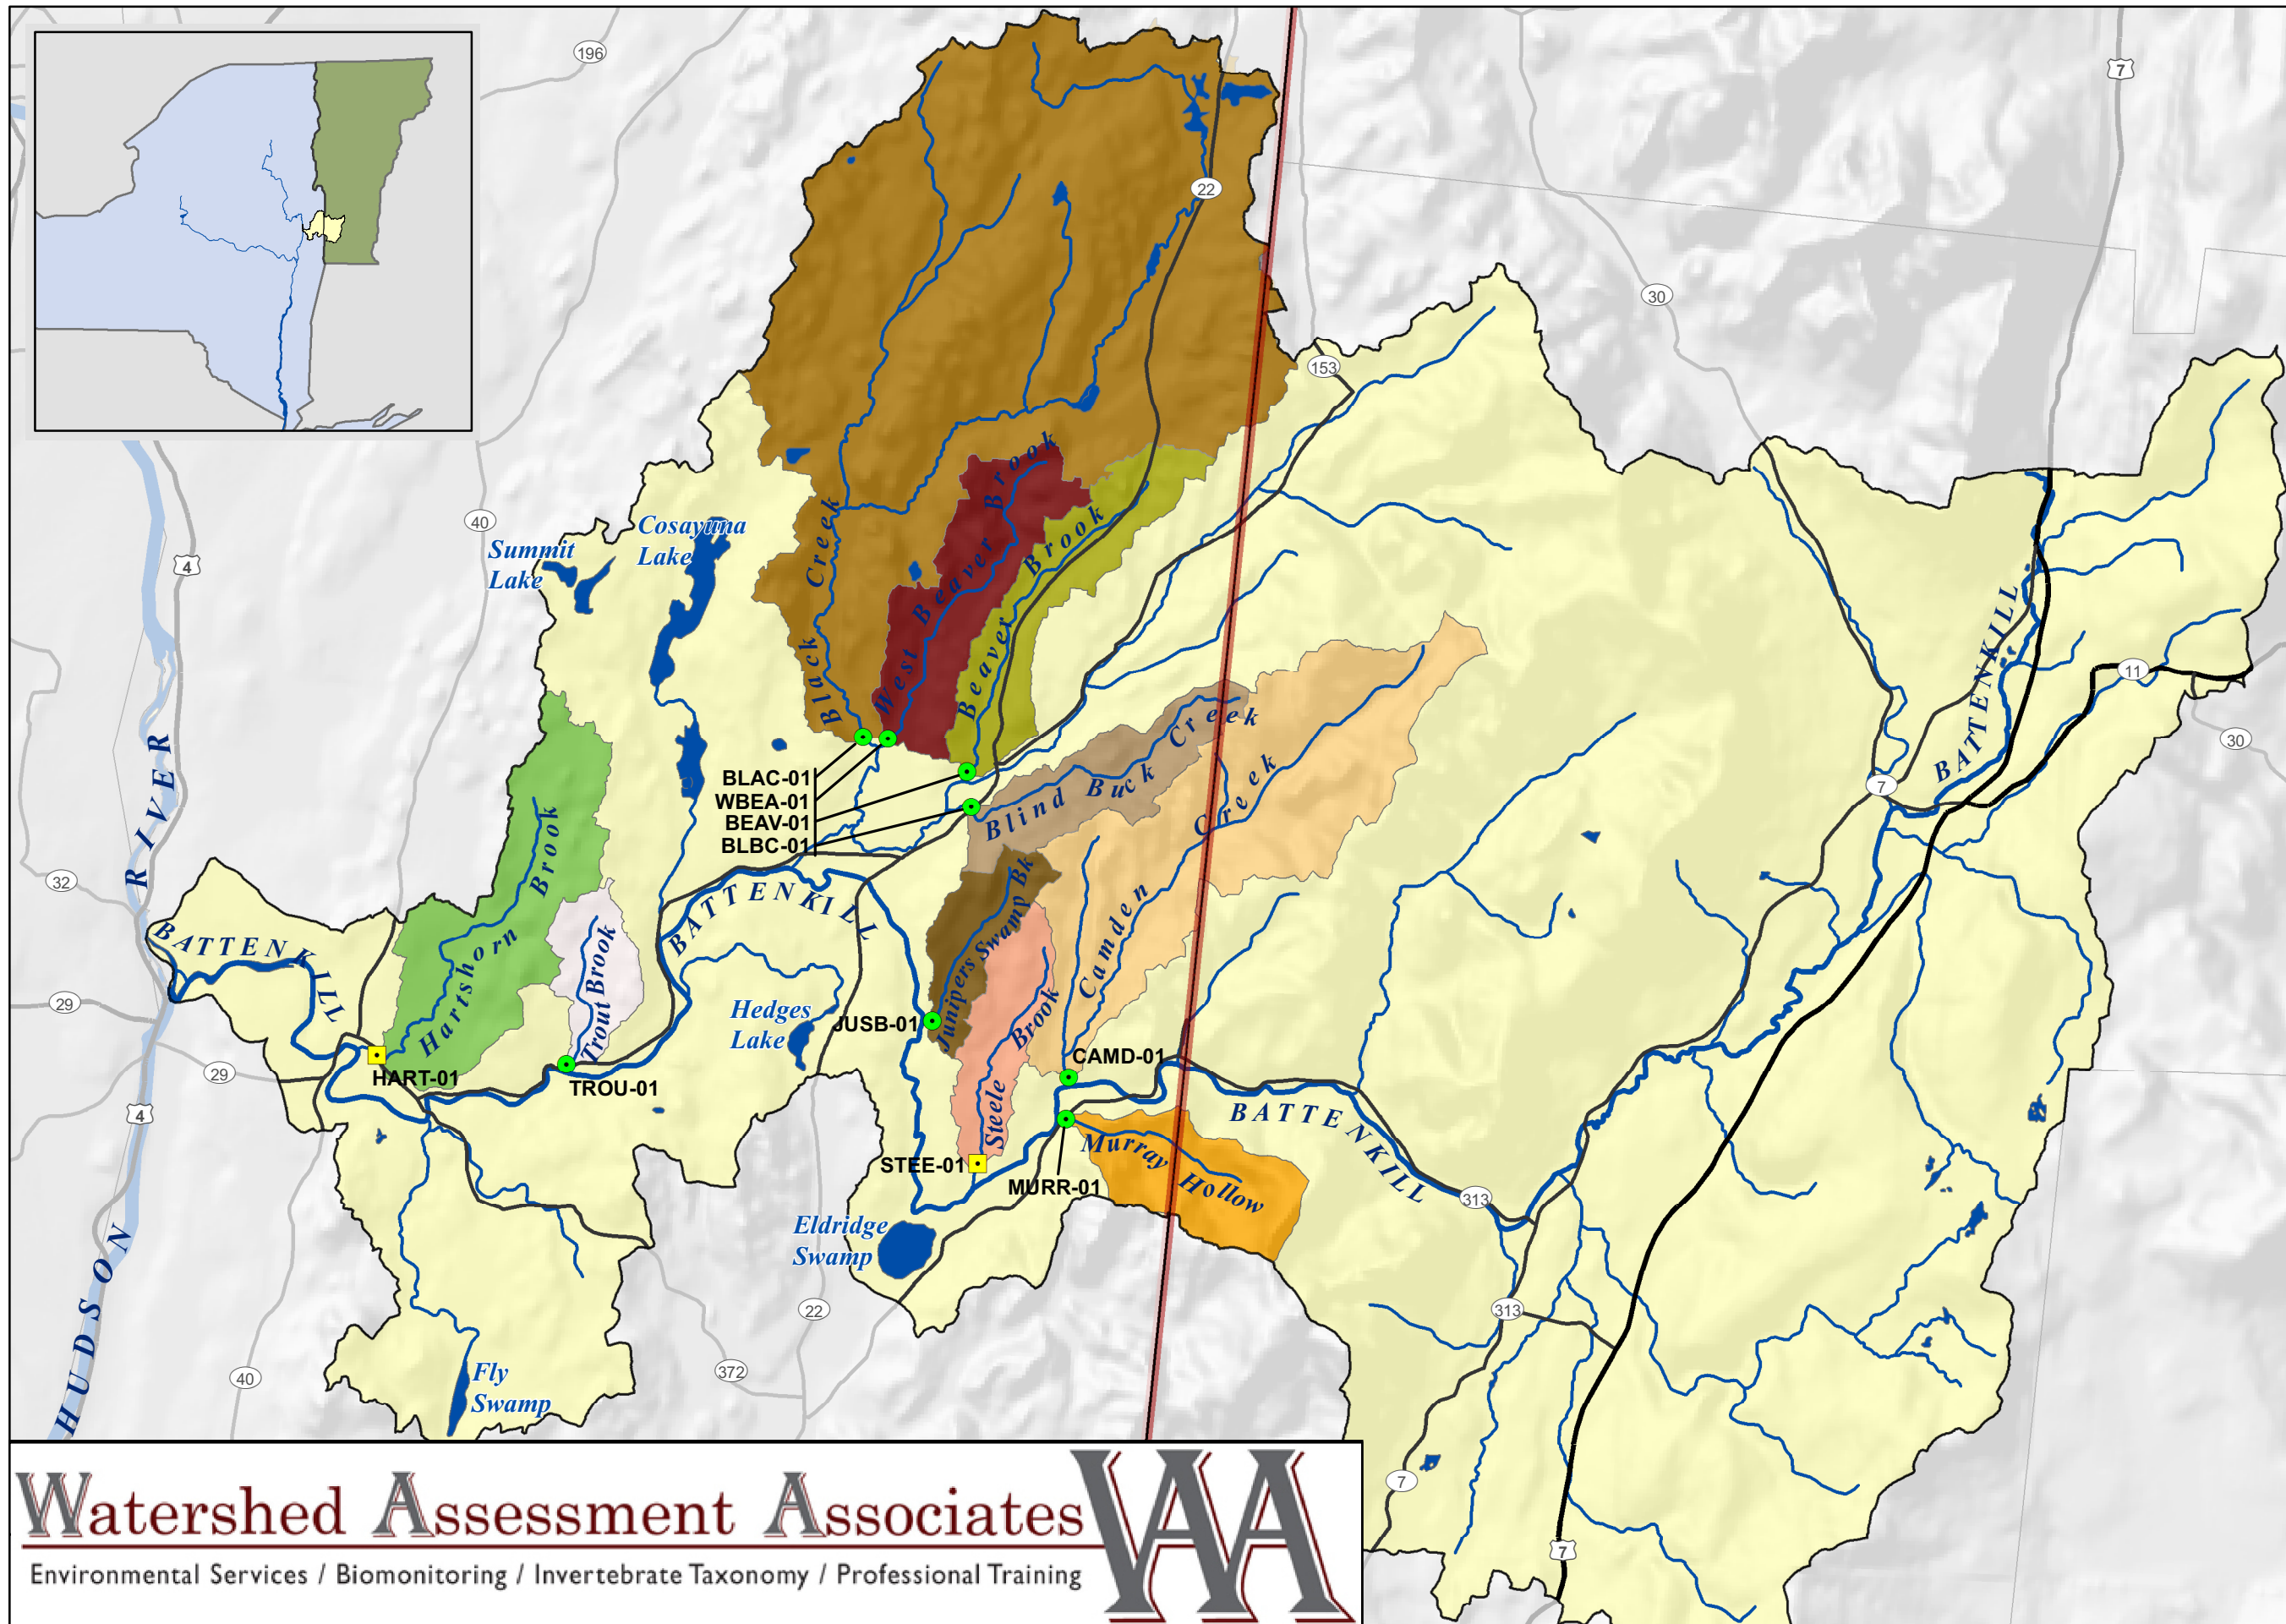 196
7
22
30
153
40
Summit
Lake
Cosayuna
Lake
4
Black Creek
West Beaver Brook
Beaver Brook
BATTENKILL
11
30
7
RIVER
BLAC-01
WBEA-01
BEAV-01
BLBC-01
Blind Buck Creek
32
Hartshorn Brook
Trout Brook
BATTENKILL
BATTENKILL
Junipers Swamp Bk
Camden Creek
29
Hedges
Lake
JUSB-01
Steele Brook
29
HART-01
TROU-01
CAMD-01
4
BATTENKILL
Murray Hollow
STEE-01
MURR-01
313
Eldridge
Swamp
HUDSON
22
313
40
372
Fly
Swamp
7
7
Watershed Assessment Associates
WAA
Environmental Services / Biomonitoring / Invertebrate Taxonomy / Professional Training